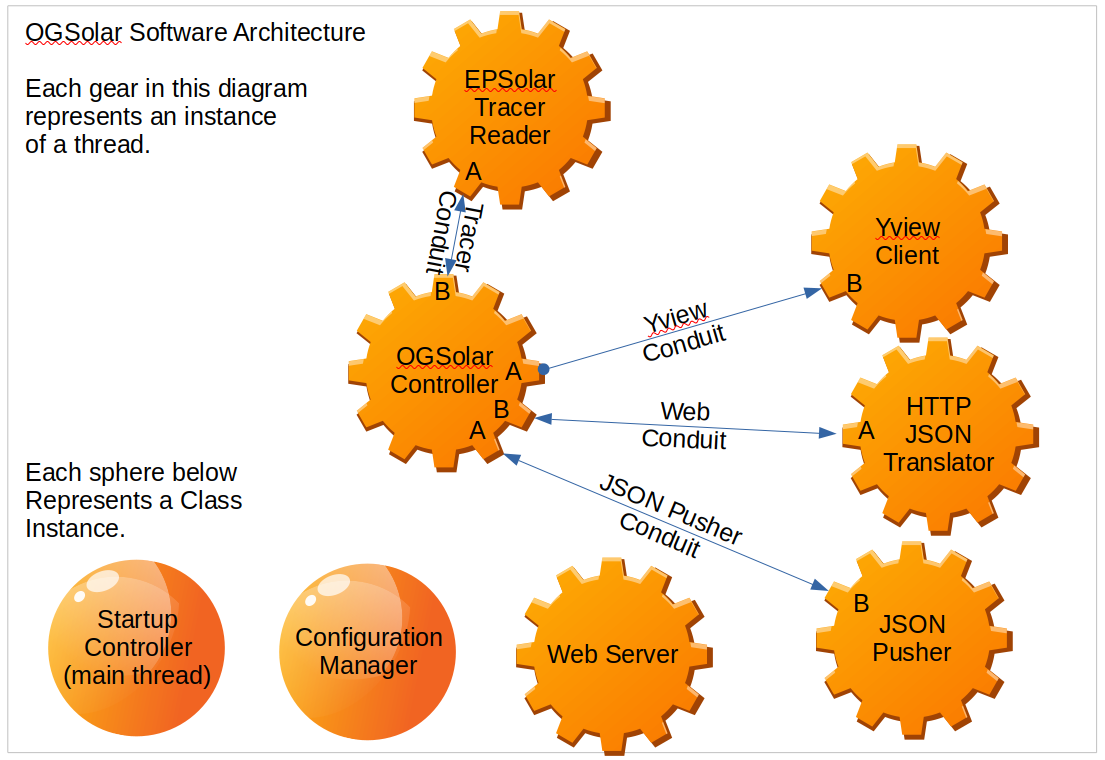 OGSolar Software Architecture
Each gear in this diagram
represents an instance
of a thread.
EPSolar
Tracer
Reader
A
Tracer
Conduit
B
OGSolar
Controller
A
B
A
Yview
Conduit
Yview
Client
B
Web
Conduit
HTTP
JSON
Translator
A
JSON Pusher
Conduit
B
JSON
Pusher
Each sphere below
Represents a Class
Instance.
Startup
Controller
(main thread)
Configuration
Manager
Web Server